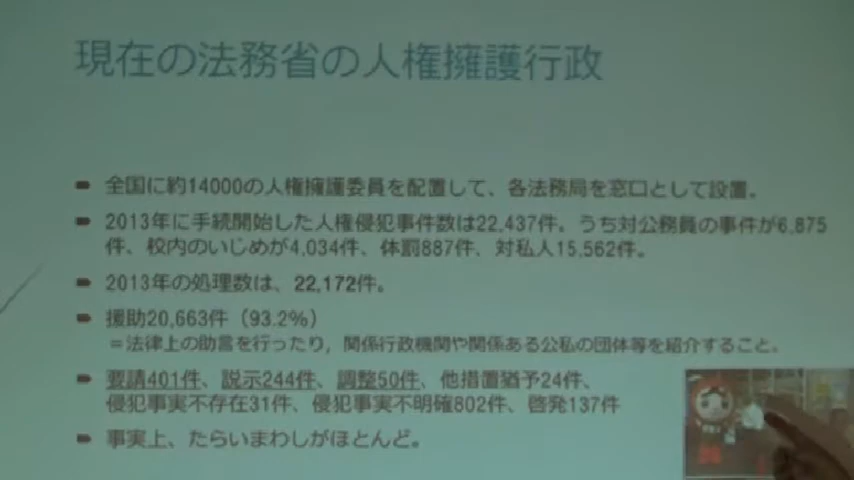 現在の法務省の人権擁護行政
全国に約14000の人権擁護委員を配置して、各法務局を窓口として設置。
2013年に手続開始した人権侵犯事件数は22,437件。うち対公務員の事件が6,875
件、校内のいじめが4,034件、体罰887件、対私人15,562件。
2013年の処理数は、22,172件。
援助20,663件（93.2%）
＝法律上の助言を行ったり，関係行政機関や関係ある公私の団体等を紹介すること。
要請401件、説示244件、調整50件、他措置猶予24件、
侵犯事実不存在31件、侵犯事実不明確802件、啓発137件
事実上、たらいまわしがほとんど。